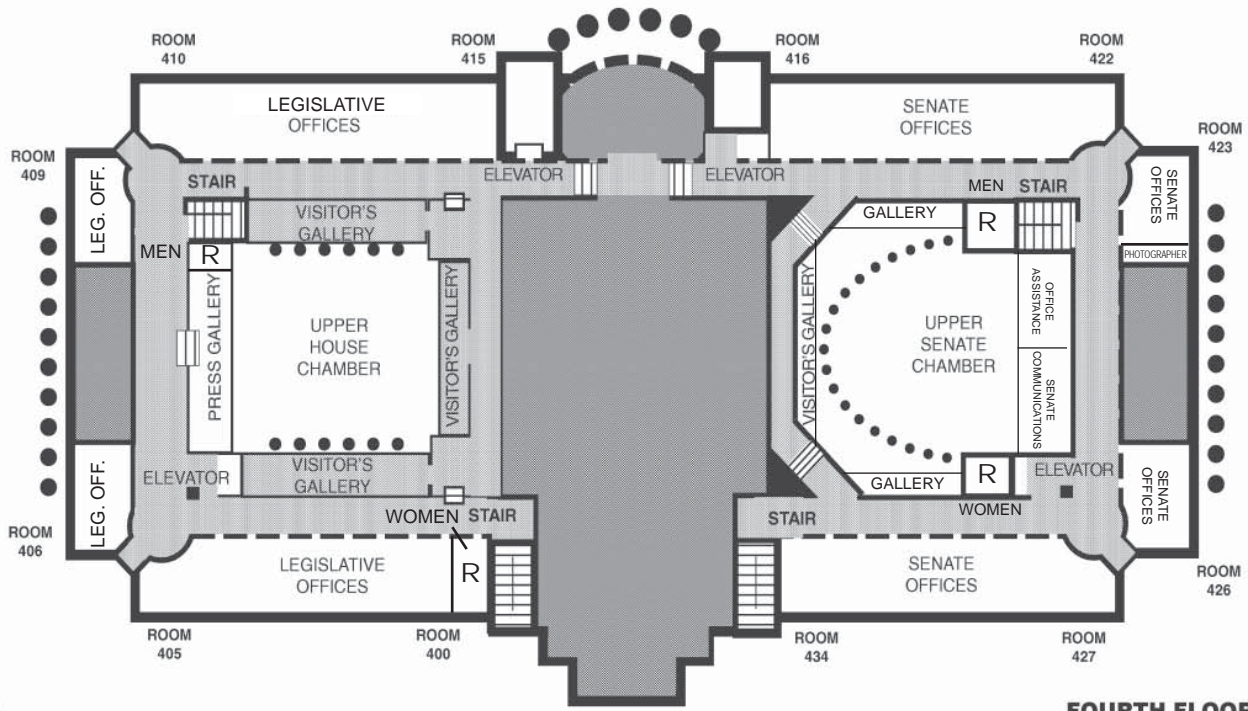 ROOM
410
ROOM
415
ROOM
416
ROOM
422
LEGISLATIVE
OFFICES
SENATE
OFFICES
ROOM
409
ROOM
423
LEG. OFF.
STAIR
ELEVATOR
ELEVATOR
MEN
STAIR
SENATE
OFFICES
VISITOR'S
GALLERY
GALLERY
R
MEN
R
PHOTOGRAPHER
PRESS GALLERY
UPPER
HOUSE
CHAMBER
VISITOR'S GALLERY
VISITOR'S GALLERY
UPPER
SENATE
CHAMBER
OFFICE
ASSISTANCE
SENATE
COMMUNICATIONS
VISITOR'S
GALLERY
ELEVATOR
R
ELEVATOR
GALLERY
LEG. OFF.
WOMEN
STAIR
STAIR
WOMEN
SENATE
OFFICES
ROOM
406
LEGISLATIVE
OFFICES
R
SENATE
OFFICES
ROOM
426
ROOM
405
ROOM
400
ROOM
434
ROOM
427
FOURTH FLOOR